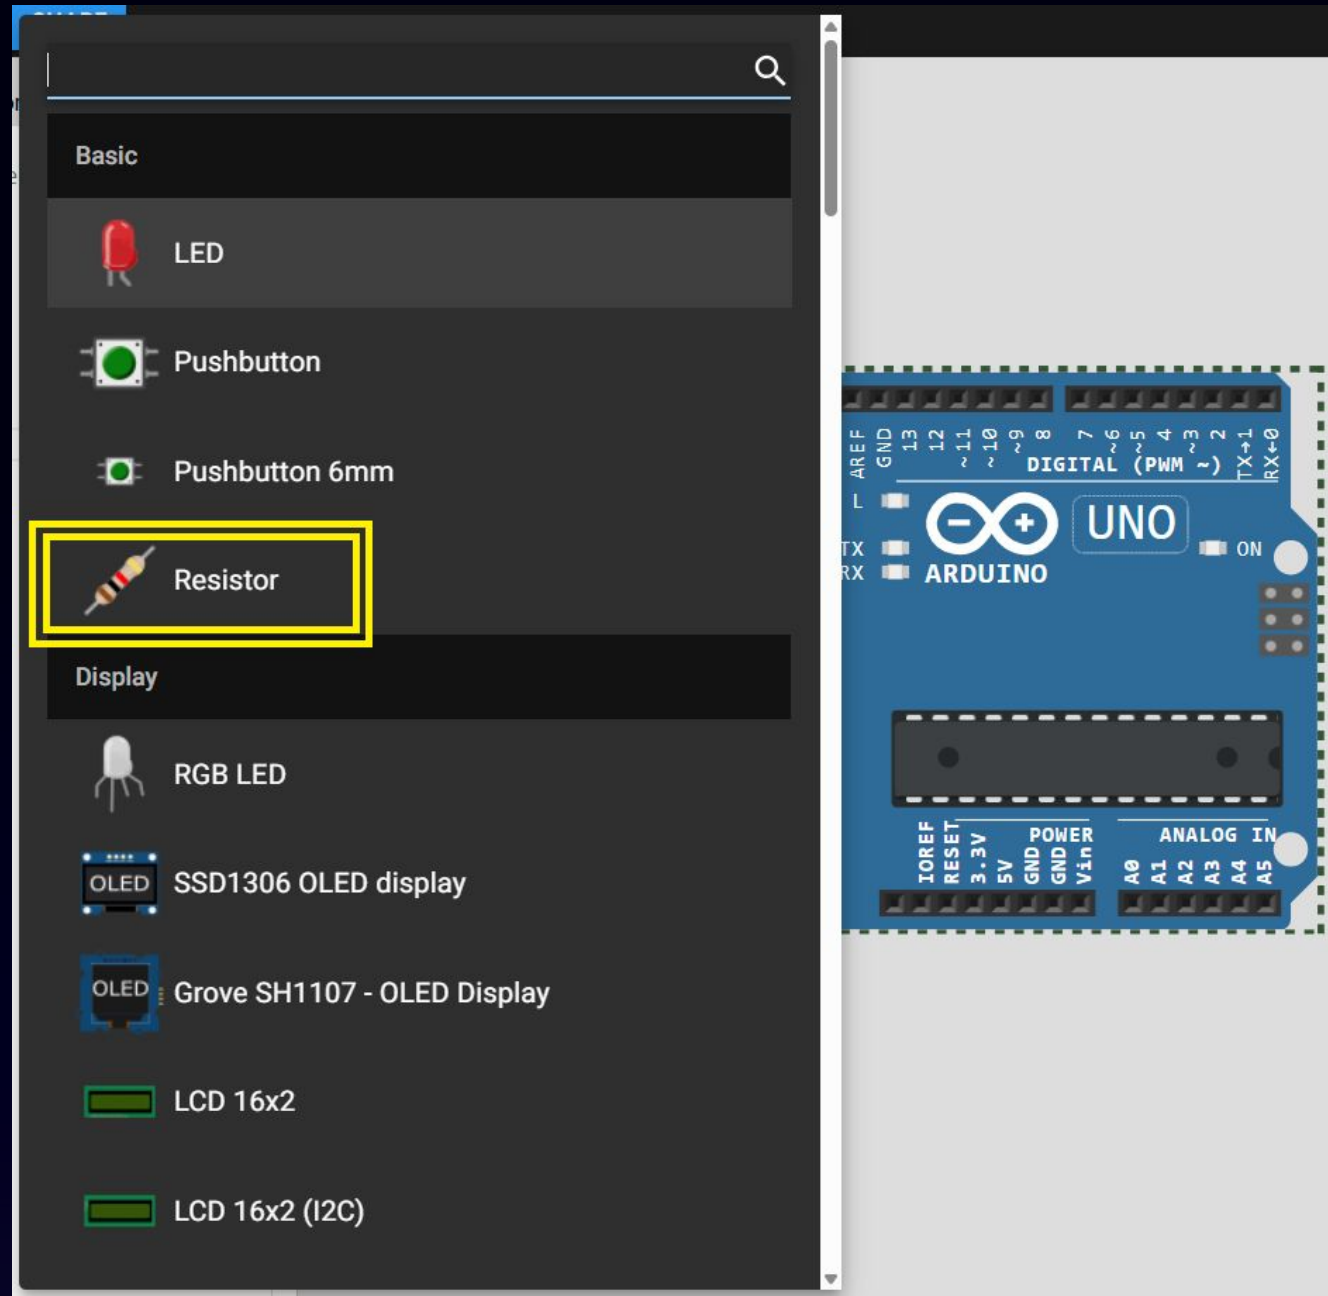 Basic
LED
Pushbutton
Pushbutton 6mm
Resistor
Display
RGB LED
OLED SSD1306 OLED display
OLED Grove SH1107 - OLED Display
LCD 16x2
LCD 16x2 (I2C)
AREF GND 13 12 ~11 ~10 ~9 8 7 ~6 ~5 4 ~3 2 TX→1 RX←0
DIGITAL (PWM ~)
L
UNO
TX
ON
RX
ARDUINO
POWER
ANALOG IN
IOREF RESET 3.3V 5V GND GND Vin A0 A1 A2 A3 A4 A5